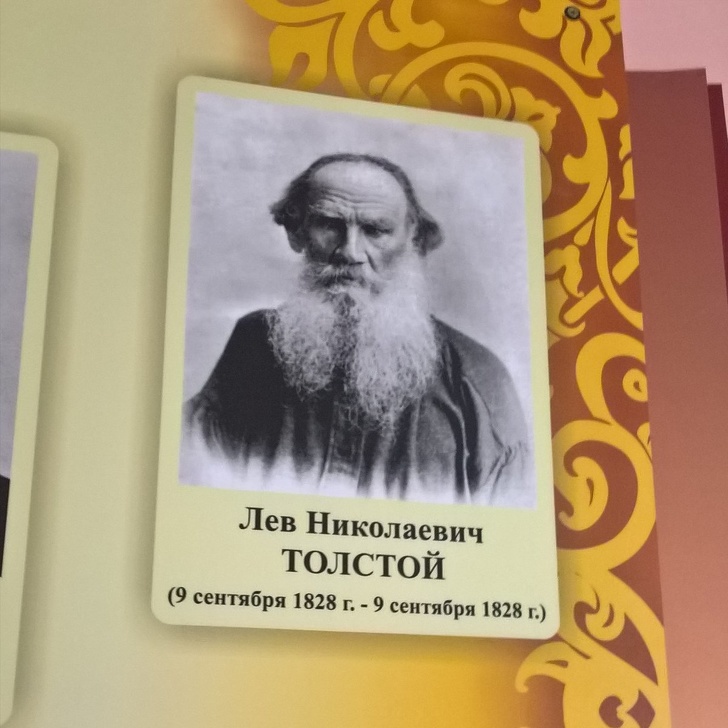 Лев Николаевич
ТОЛСТОЙ
(9 сентября 1828 г. - 9 сентября 1828 г.)